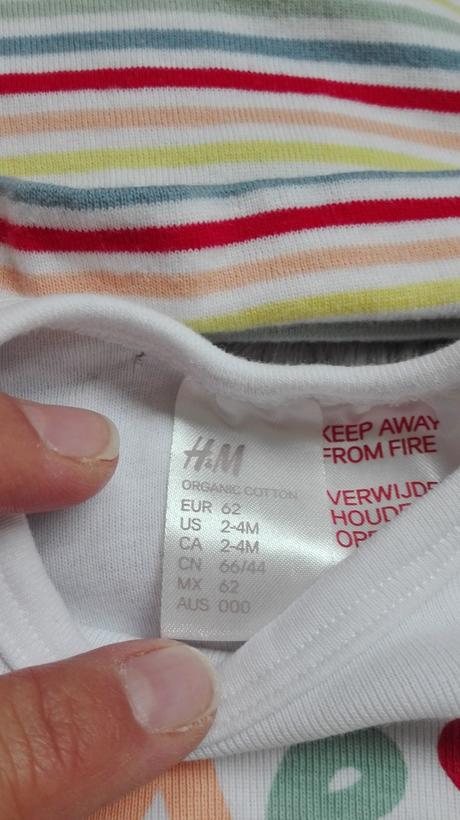 H&M
ORGANIC COTTON
EUR 62
US 2-4M
CA 2-4M
CN 66/44
MX 62
AUS 000
KEEP AWAY
FROM FIRE